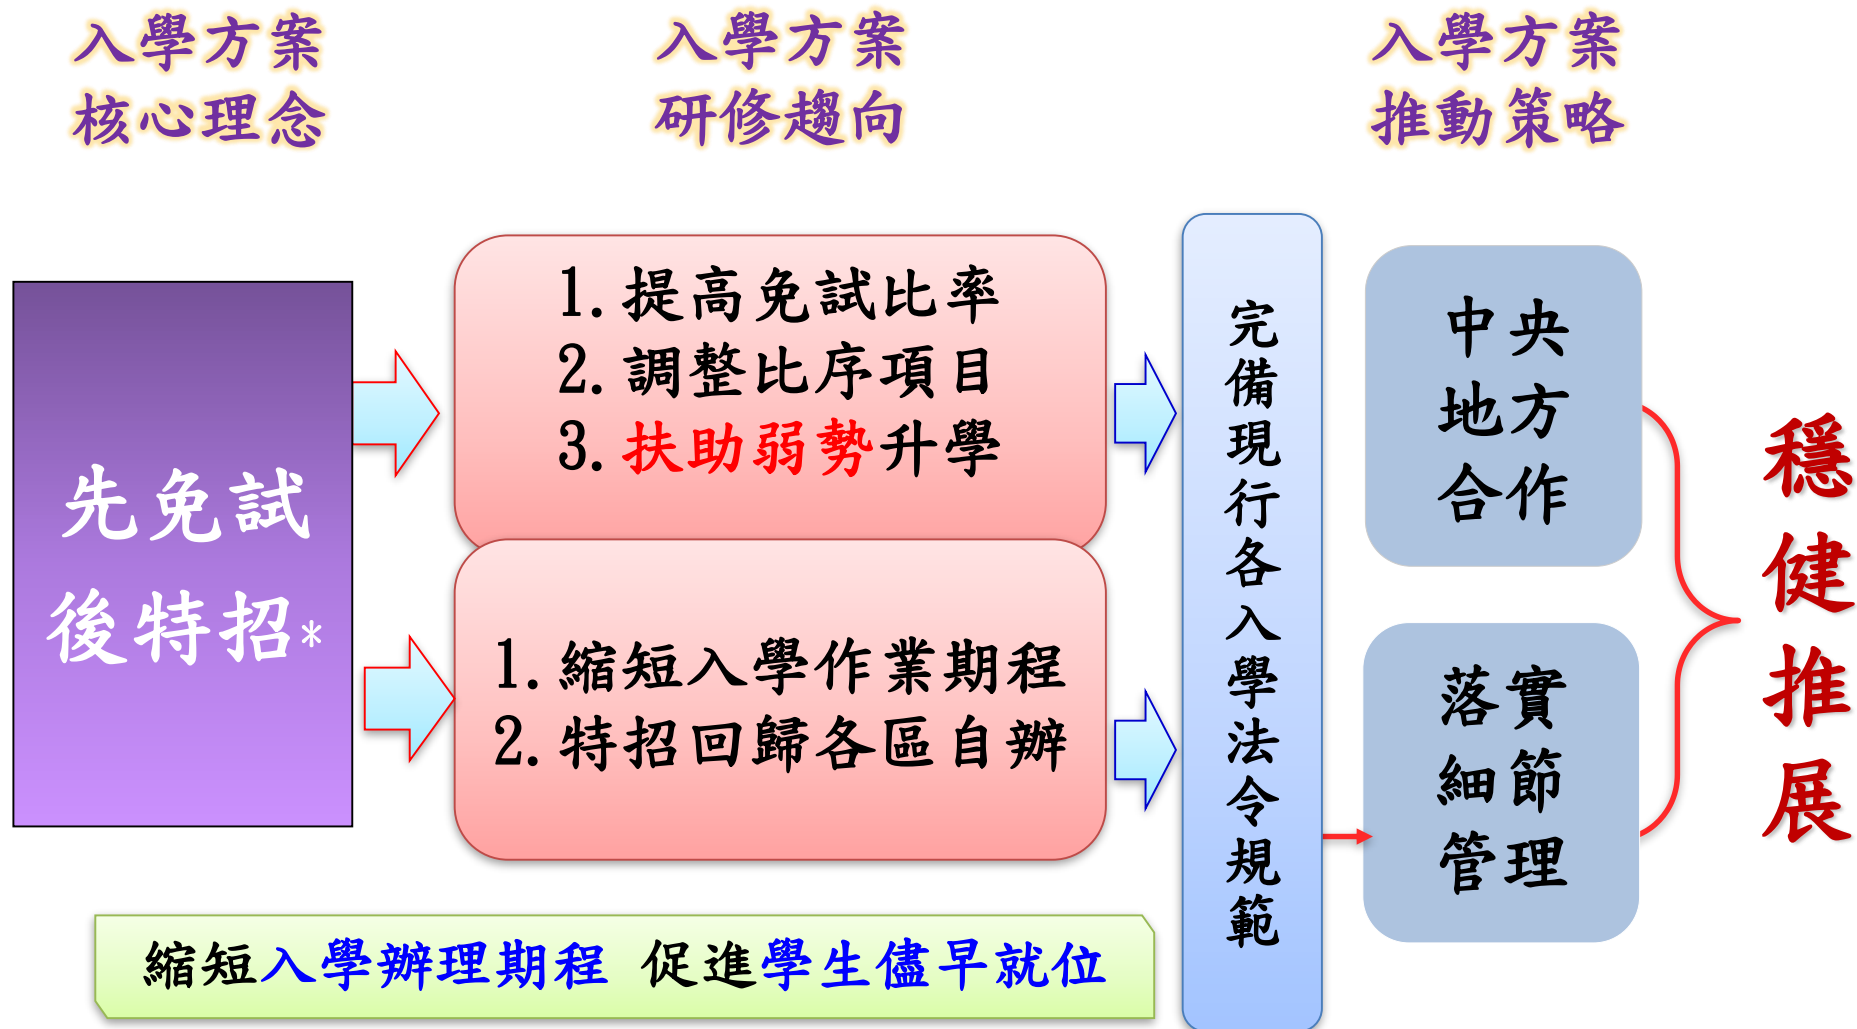 入學方案
核心理念
入學方案
研修趨向
入學方案
推動策略
先免試
後特招*
1.提高免試比率
2.調整比序項目
3.扶助弱勢升學
1.縮短入學作業期程
2.特招回歸各區自辦
完備現行各入學法令規範
中央
地方
合作
落實
細節
管理
穩健推展
縮短入學辦理期程 促進學生儘早就位